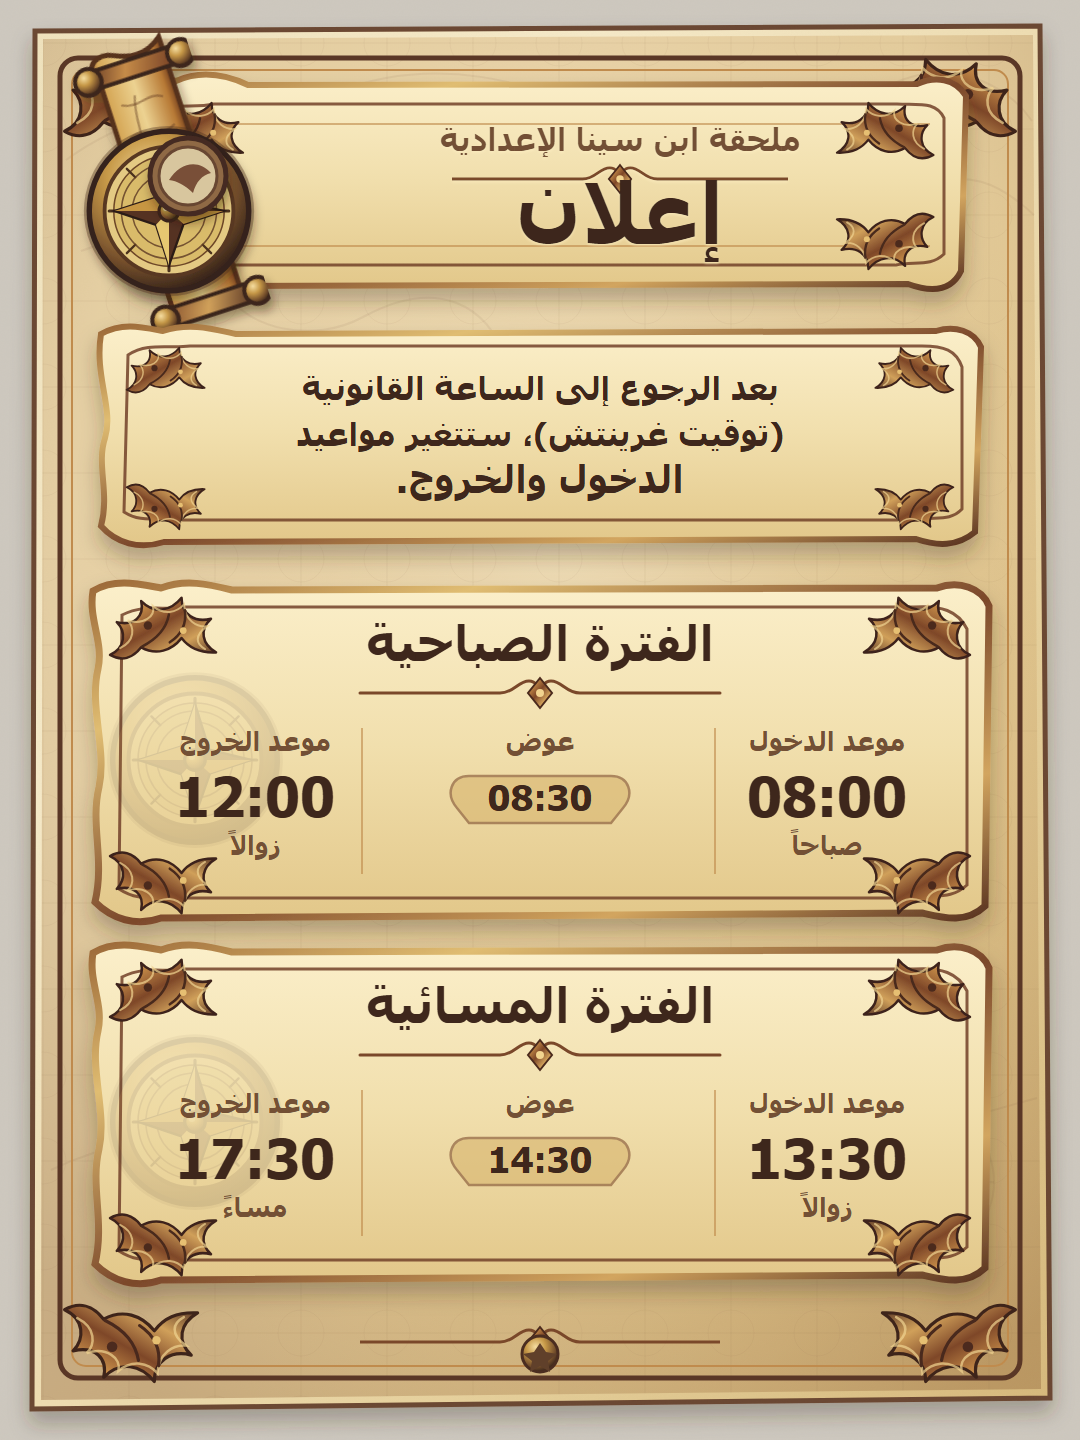 ملحقة ابن سينا الإعدادية
إعلان
بعد الرجوع إلى الساعة القانونية
(توقيت غرينتش)، ستتغير مواعيد
الدخول والخروج.
الفترة الصباحية
موعد الدخول
08:00
صباحاً
عوض
08:30
موعد الخروج
12:00
زوالاً
الفترة المسائية
موعد الدخول
13:30
زوالاً
عوض
14:30
موعد الخروج
17:30
مساءً